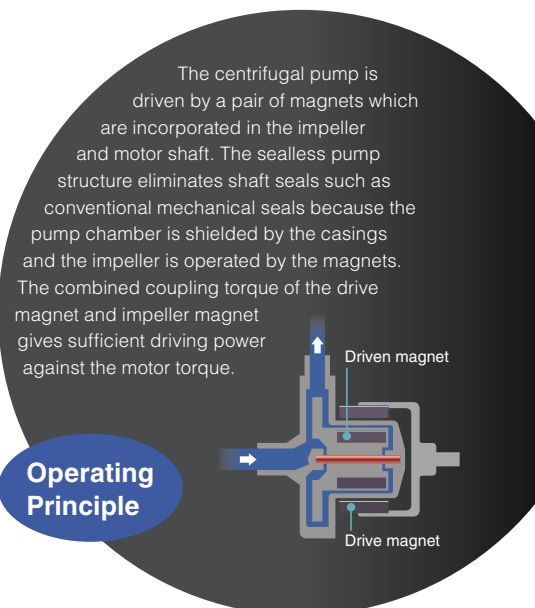 The centrifugal pump is
driven by a pair of magnets which
are incorporated in the impeller
and motor shaft. The sealless pump
structure eliminates shaft seals such as
conventional mechanical seals because the
pump chamber is shielded by the casings
and the impeller is operated by the magnets.
The combined coupling torque of the drive
magnet and impeller magnet
gives sufficient driving power
against the motor torque.
Driven magnet
Operating
Principle
Drive magnet